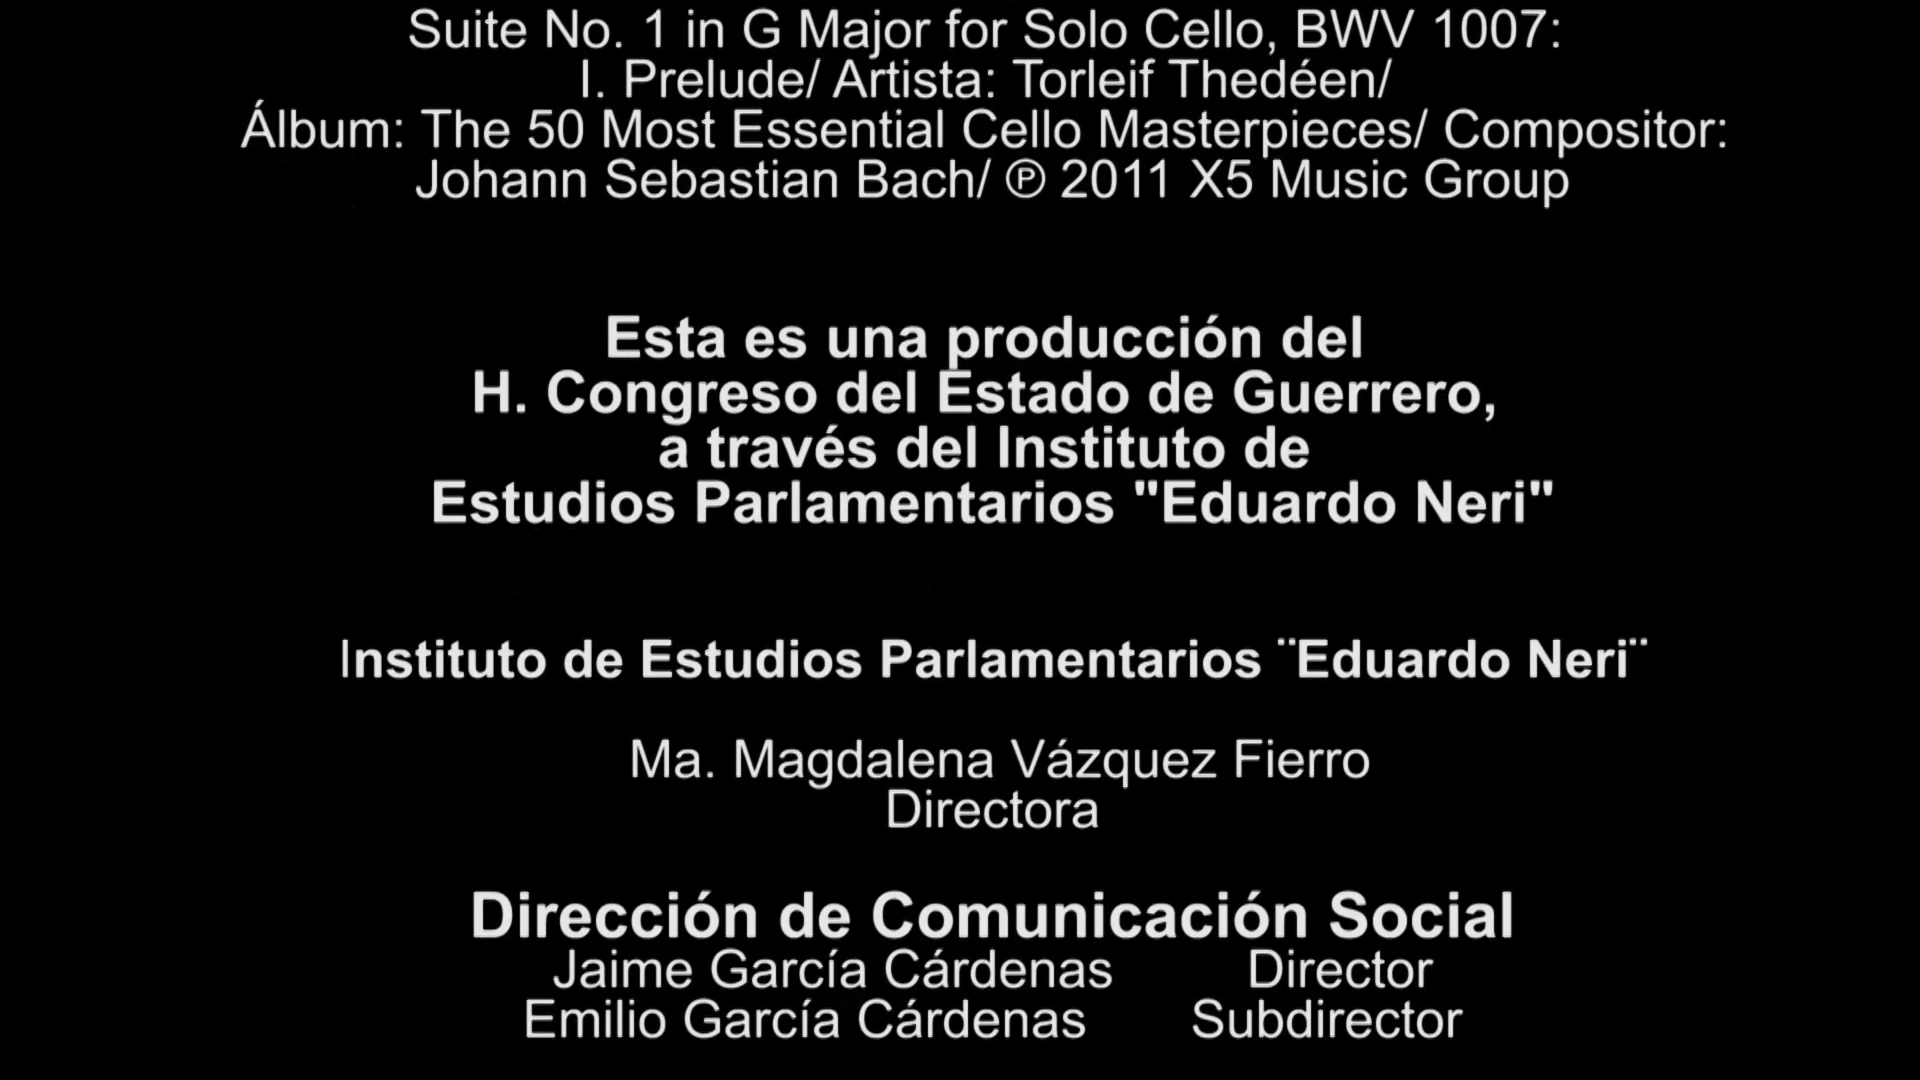 Suite No. 1 in G Major for Solo Cello, BWV 1007:
I. Prelude/ Artista: Torleif Thedéen/
Álbum: The 50 Most Essential Cello Masterpieces/ Compositor:
Johann Sebastian Bach/ ℗ 2011 X5 Music Group
Esta es una producción del
H. Congreso del Estado de Guerrero,
a través del Instituto de
Estudios Parlamentarios "Eduardo Neri"
Instituto de Estudios Parlamentarios ¨Eduardo Neri¨
Ma. Magdalena Vázquez Fierro
Directora
Dirección de Comunicación Social
Jaime García Cárdenas Director
Emilio García Cárdenas Subdirector